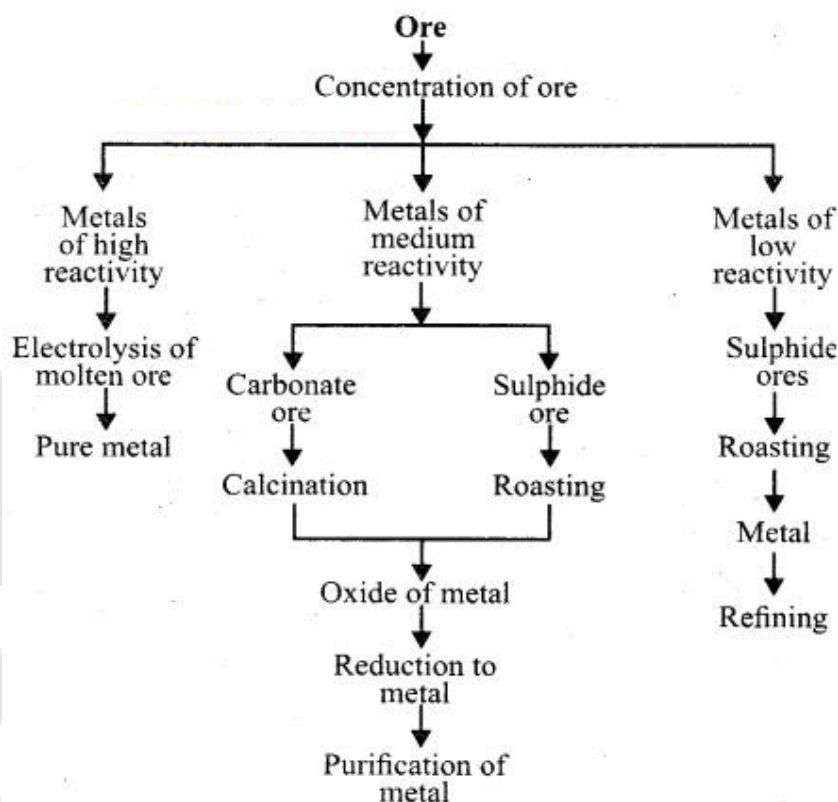 Ore
Concentration of ore
Metals
of high
reactivity
Metals of
medium
reactivity
Metals
of low
reactivity
Electrolysis of
molten ore
Pure metal
Carbonate
ore
Calcination
Sulphide
ore
Roasting
Sulphide
ores
Roasting
Metal
Refining
Oxide of metal
Reduction to
metal
Purification of
metal